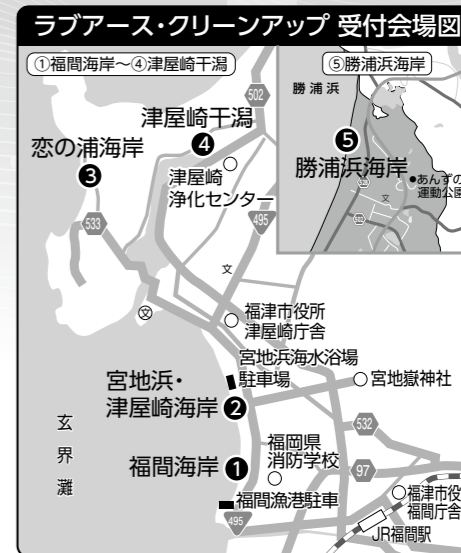 ラブアース・クリーンアップ 受付会場図
①福間海岸～④津屋崎干潟
⑤勝浦浜海岸
勝浦浜
502
津屋崎干潟
❹
恋の浦海岸
❸
❺
勝浦浜海岸
あんずの
運動公園
津屋崎
浄化センター
533
495
文
502
文
文
福津市役所
津屋崎庁舎
宮地浜海水浴場
駐車場
宮地嶽神社
宮地浜・
津屋崎海岸 ❷
玄界灘
532
福岡県
消防学校
福間海岸 ❶
97
福間漁港駐車
福津市役
福間庁舎
495
JR福間駅